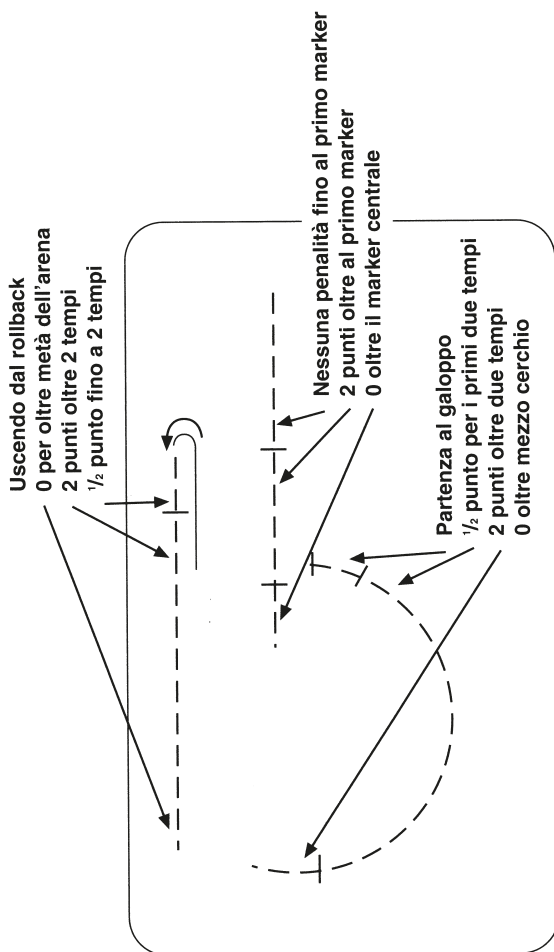 Uscendo dal rollback
0 per oltre metà dell'arena
2 punti oltre 2 tempi
½ punto fino a 2 tempi
Nessuna penalità fino al primo marker
2 punti oltre al primo marker
0 oltre il marker centrale
Partenza al galoppo
½ punto per i primi due tempi
2 punti oltre due tempi
0 oltre mezzo cerchio